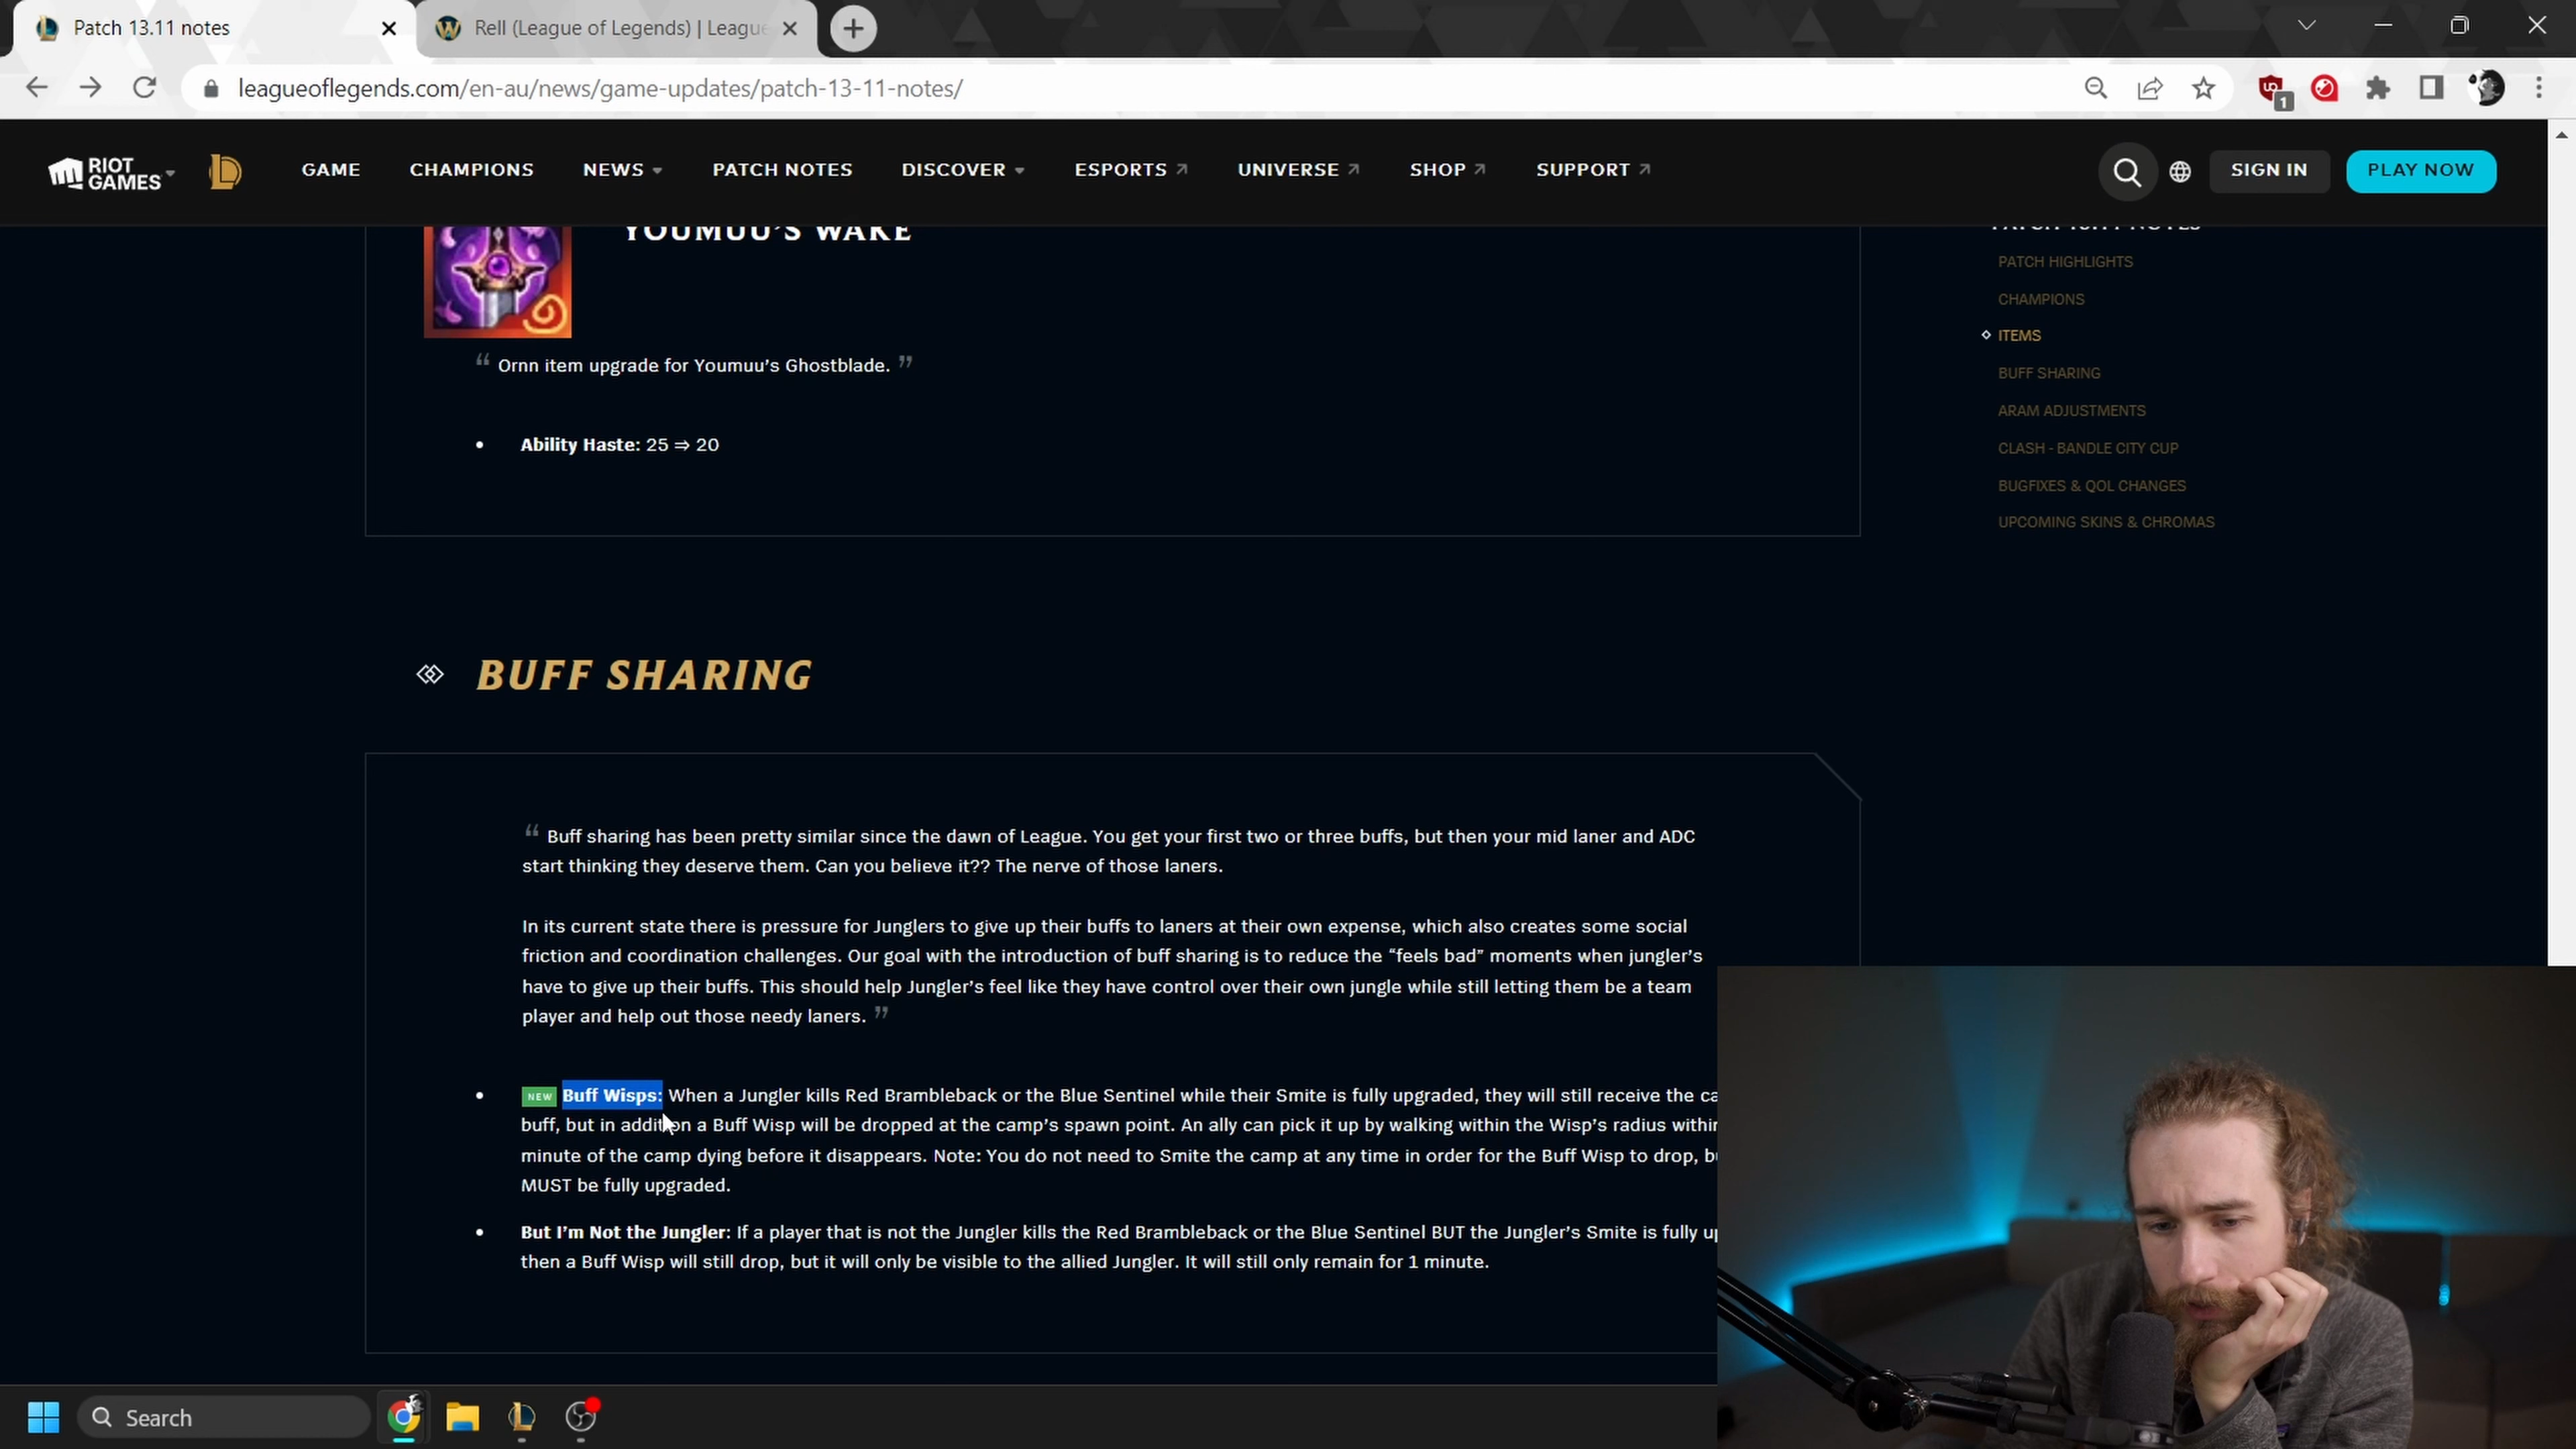 Patch 13.11 notes
Rell (League of Legends) | League
leagueoflegends.com/en-au/news/game-updates/patch-13-11-notes/
1
RIOT GAMES
GAME
CHAMPIONS
NEWS
PATCH NOTES
DISCOVER
ESPORTS
UNIVERSE
SHOP
SUPPORT
SIGN IN
PLAY NOW
YOUMUU'S WAKE
“ Ornn item upgrade for Youmuu's Ghostblade. ”
• Ability Haste: 25 ⇒ 20
PATCH 13.11 NOTES
PATCH HIGHLIGHTS
CHAMPIONS
ITEMS
BUFF SHARING
ARAM ADJUSTMENTS
CLASH - BANDLE CITY CUP
BUGFIXES & QOL CHANGES
UPCOMING SKINS & CHROMAS
BUFF SHARING
“ Buff sharing has been pretty similar since the dawn of League. You get your first two or three buffs, but then your mid laner and ADC
start thinking they deserve them. Can you believe it?? The nerve of those laners.
In its current state there is pressure for Junglers to give up their buffs to laners at their own expense, which also creates some social
friction and coordination challenges. Our goal with the introduction of buff sharing is to reduce the “feels bad” moments when jungler's
have to give up their buffs. This should help Jungler's feel like they have control over their own jungle while still letting them be a team
player and help out those needy laners. ”
• NEW Buff Wisps: When a Jungler kills Red Brambleback or the Blue Sentinel while their Smite is fully upgraded, they will still receive the
buff, but in addition a Buff Wisp will be dropped at the camp's spawn point. An ally can pick it up by walking within the Wisp's radius
minute of the camp dying before it disappears. Note: You do not need to Smite the camp at any time in order for the Buff Wisp to drop,
MUST be fully upgraded.
• But I'm Not the Jungler: If a player that is not the Jungler kills the Red Brambleback or the Blue Sentinel BUT the Jungler's Smite is fully
then a Buff Wisp will still drop, but it will only be visible to the allied Jungler. It will still only remain for 1 minute.
Search